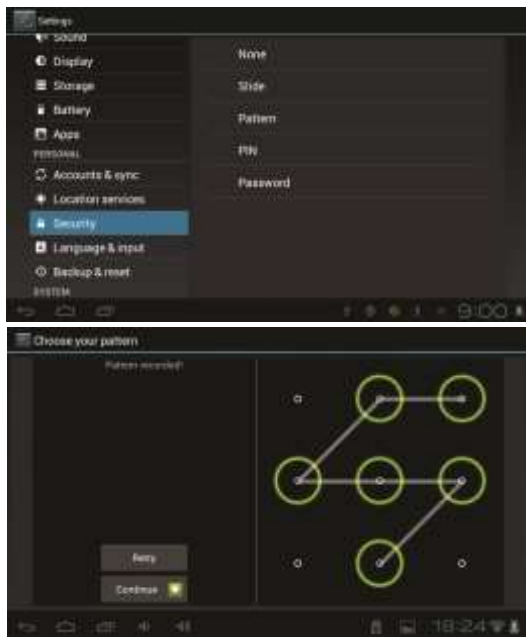 Settings
Sound
Display
Storage
Battery
Apps
PERSONAL
Accounts & sync
Location services
Security
Language & input
Backup & reset
SYSTEM
None
Slide
Pattern
PIN
Password
9:00
Choose your pattern
Pattern recorded!
Retry
Continue
18:24